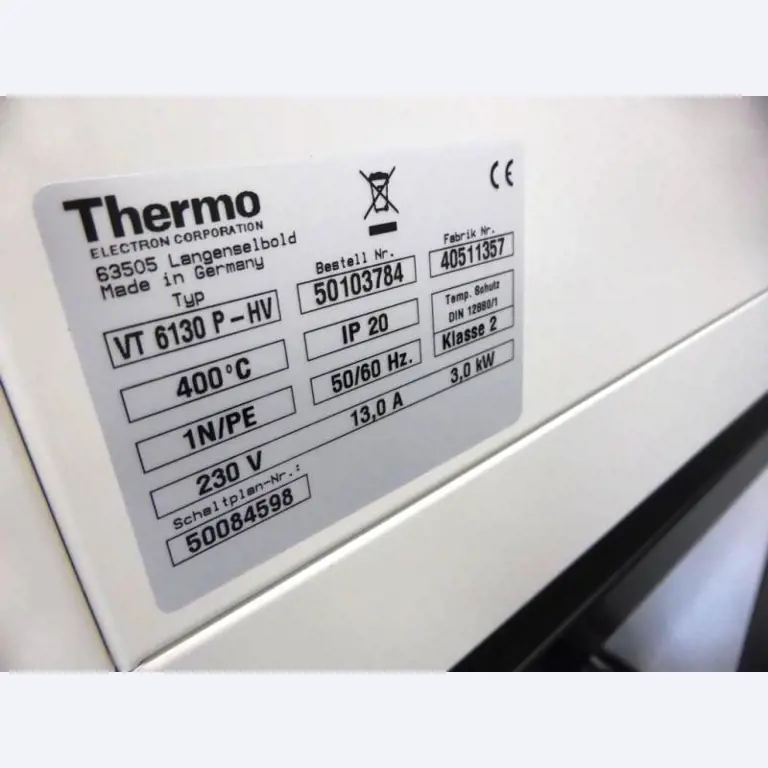 Thermo
ELECTRON CORPORATION
63505 Langenselbold
Made in Germany
CE
Typ
VT 6130 P-HV
Bestell Nr.
50103784
Fabrik Nr.
40511357
400°C
IP 20
Temp. Schutz
DIN 12880/1
Klasse 2
1N/PE
50/60 Hz.
230 V 13,0 A 3,0 kW
Schaltplan-Nr.:
50084598